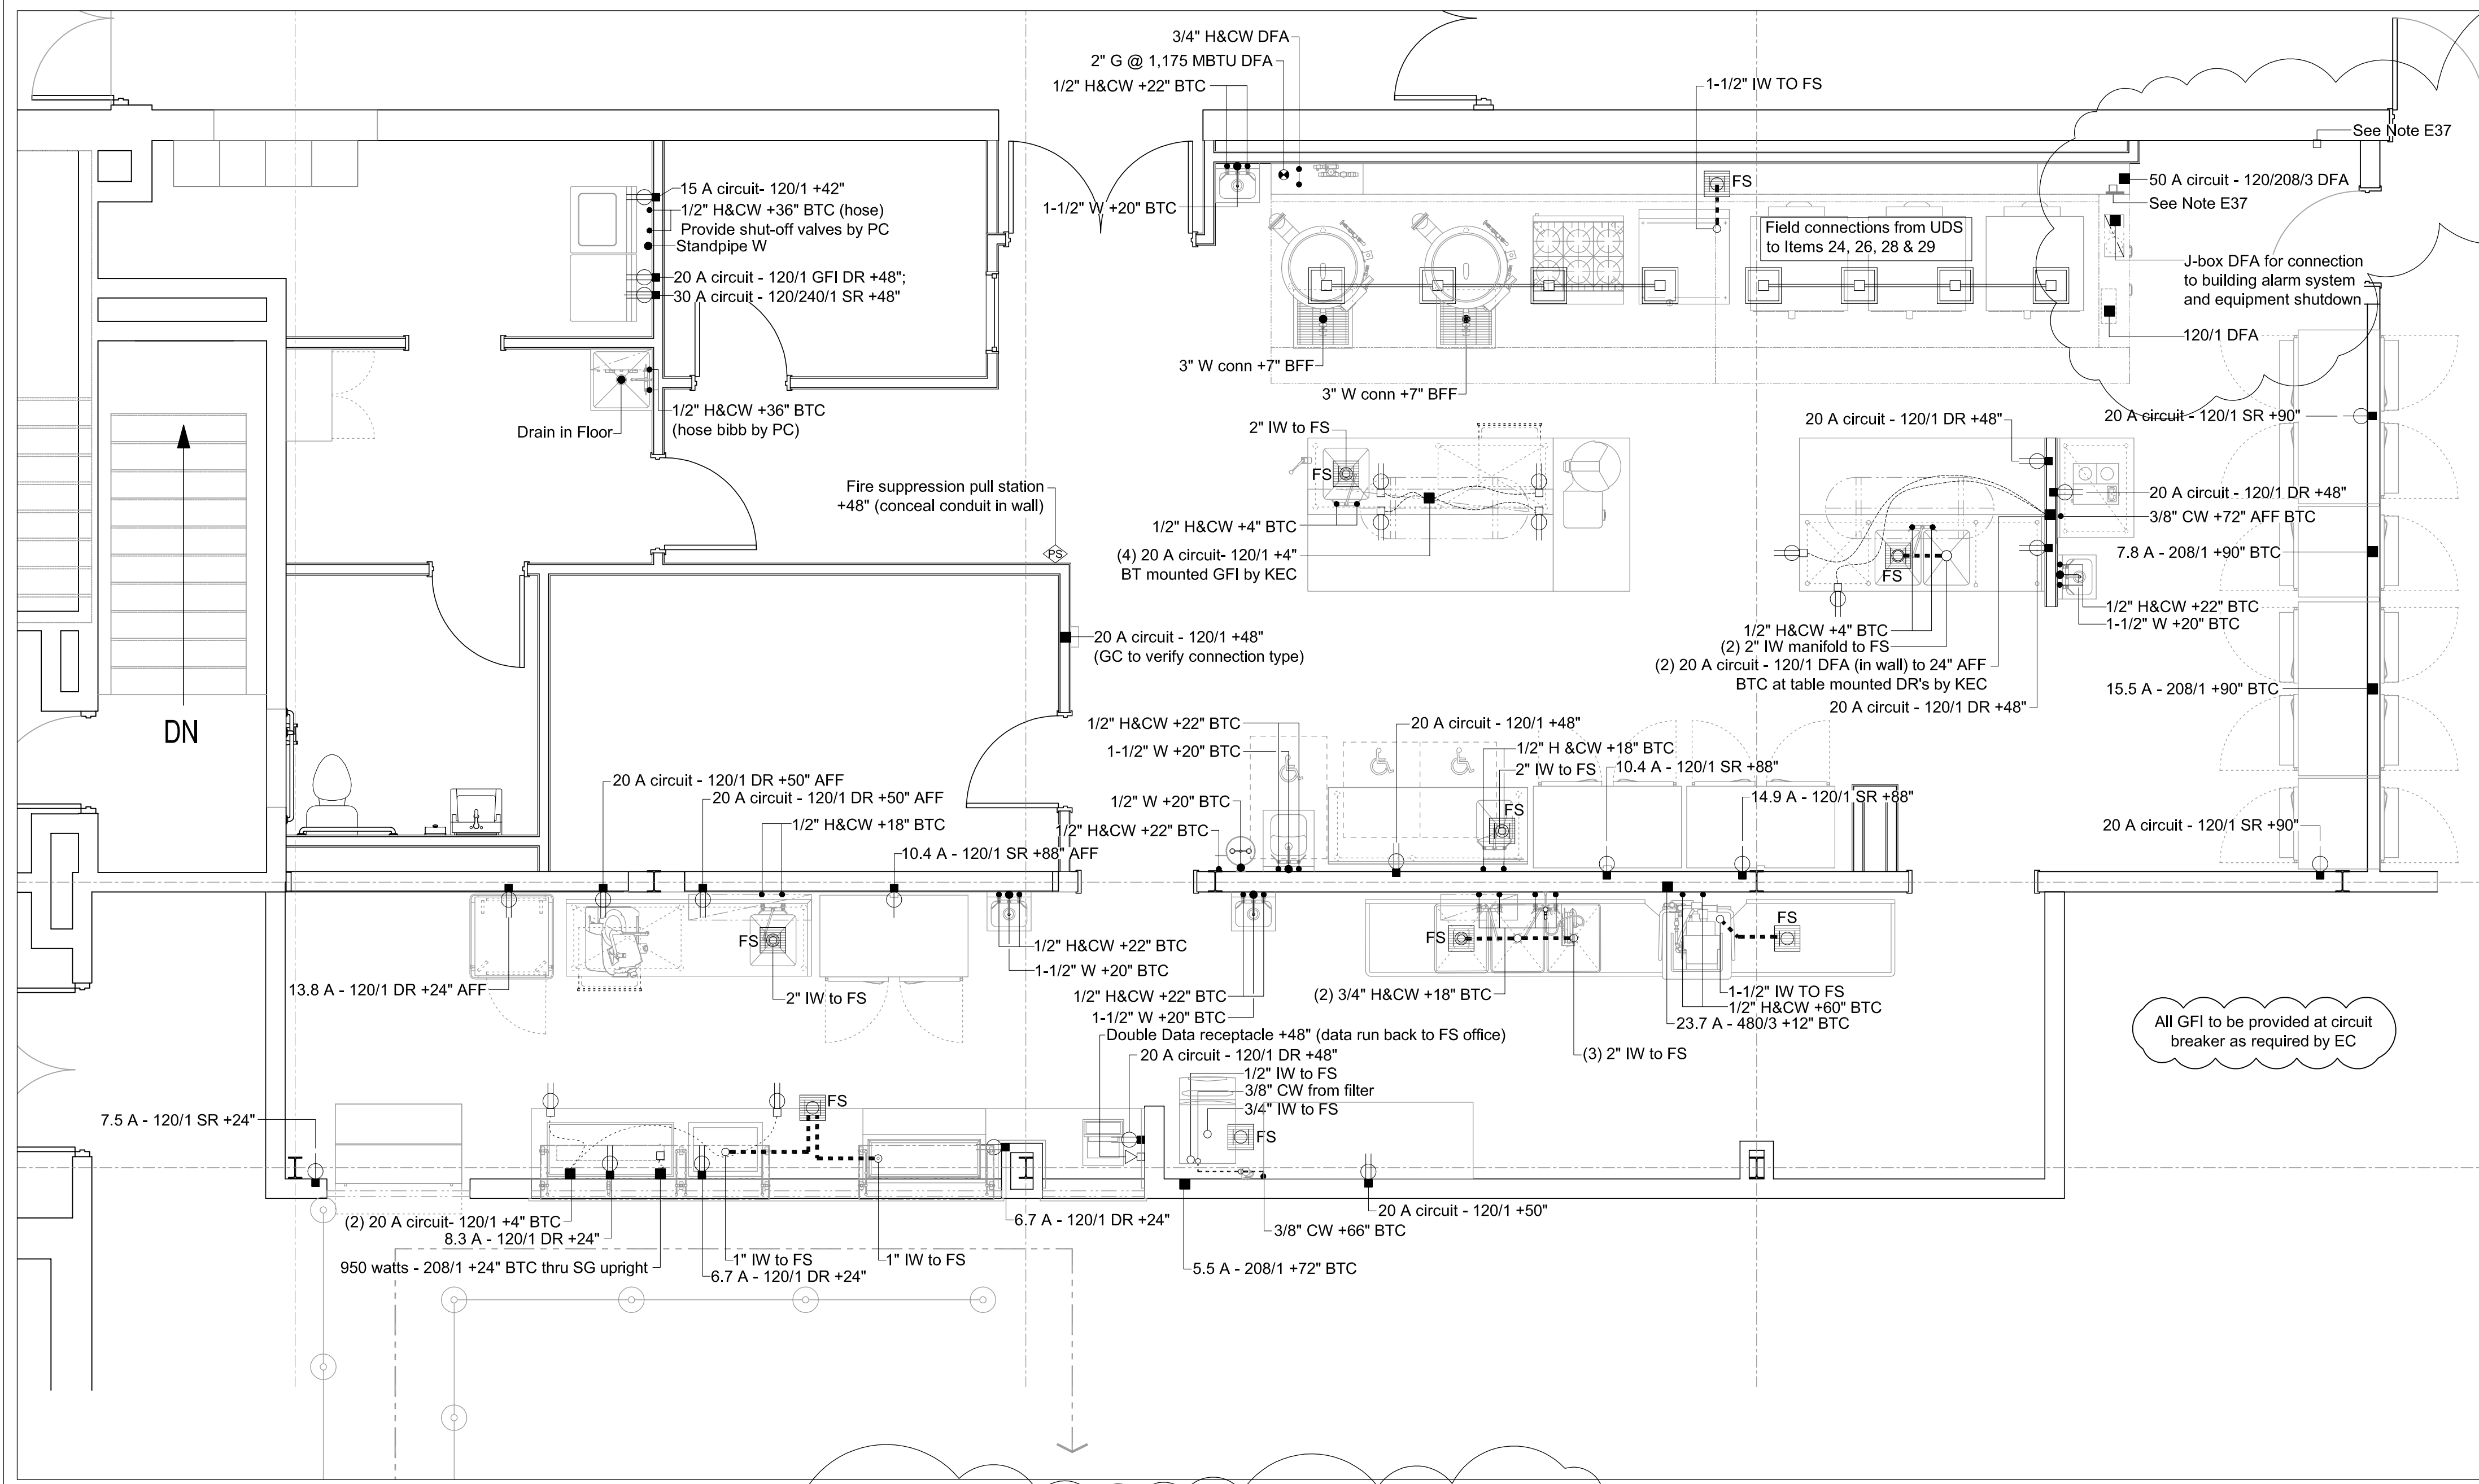 3/4" H&CW DFA
2" G @ 1,175 MBTU DFA
1/2" H&CW +22" BTC
1-1/2" IW TO FS
See Note E37
15 A circuit- 120/1 +42"
1/2" H&CW +36" BTC (hose)
Provide shut-off valves by PC
Standpipe W
20 A circuit - 120/1 GFI DR +48";
30 A circuit - 120/240/1 SR +48"
1-1/2" W +20" BTC
FS
50 A circuit - 120/208/3 DFA
See Note E37
Field connections from UDS
to Items 24, 26, 28 & 29
J-box DFA for connection
to building alarm system
and equipment shutdown
120/1 DFA
3" W conn +7" BFF
3" W conn +7" BFF
1/2" H&CW +36" BTC
(hose bibb by PC)
Drain in Floor
2" IW to FS
FS
20 A circuit - 120/1 DR +48"
20 A circuit - 120/1 SR +90"
Fire suppression pull station
+48" (conceal conduit in wall)
PS
1/2" H&CW +4" BTC
(4) 20 A circuit- 120/1 +4"
BT mounted GFI by KEC
20 A circuit - 120/1 DR +48"
3/8" CW +72" AFF BTC
7.8 A - 208/1 +90" BTC
FS
1/2" H&CW +22" BTC
1-1/2" W +20" BTC
20 A circuit - 120/1 +48"
(GC to verify connection type)
1/2" H&CW +4" BTC
(2) 2" IW manifold to FS
(2) 20 A circuit - 120/1 DFA (in wall) to 24" AFF
BTC at table mounted DR's by KEC
20 A circuit - 120/1 DR +48"
15.5 A - 208/1 +90" BTC
DN
1/2" H&CW +22" BTC
1-1/2" W +20" BTC
20 A circuit - 120/1 +48"
1/2" H &CW +18" BTC
2" IW to FS
10.4 A - 120/1 SR +88"
14.9 A - 120/1 SR +88"
FS
20 A circuit - 120/1 DR +50" AFF
20 A circuit - 120/1 DR +50" AFF
1/2" H&CW +18" BTC
10.4 A - 120/1 SR +88" AFF
1/2" W +20" BTC
1/2" H&CW +22" BTC
20 A circuit - 120/1 SR +90"
FS
FS
FS
13.8 A - 120/1 DR +24" AFF
2" IW to FS
1/2" H&CW +22" BTC
1-1/2" W +20" BTC
1/2" H&CW +22" BTC
1-1/2" W +20" BTC
(2) 3/4" H&CW +18" BTC
1-1/2" IW TO FS
1/2" H&CW +60" BTC
23.7 A - 480/3 +12" BTC
(3) 2" IW to FS
All GFI to be provided at circuit
breaker as required by EC
Double Data receptacle +48" (data run back to FS office)
20 A circuit - 120/1 DR +48"
1/2" IW to FS
3/8" CW from filter
3/4" IW to FS
FS
FS
7.5 A - 120/1 SR +24"
(2) 20 A circuit- 120/1 +4" BTC
8.3 A - 120/1 DR +24"
950 watts - 208/1 +24" BTC thru SG upright
1" IW to FS
6.7 A - 120/1 DR +24"
1" IW to FS
6.7 A - 120/1 DR +24"
20 A circuit - 120/1 +50"
3/8" CW +66" BTC
5.5 A - 208/1 +72" BTC